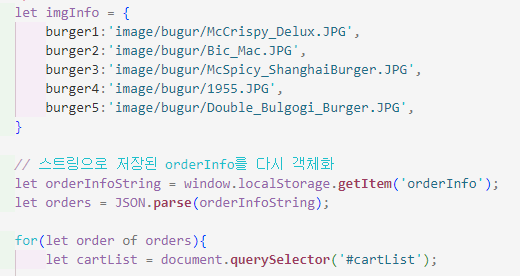 let imgInfo = {
    burger1:'image/bugur/McCrispy_Delux.JPG',
    burger2:'image/bugur/Bic_Mac.JPG',
    burger3:'image/bugur/McSpicy_ShanghaiBurger.JPG',
    burger4:'image/bugur/1955.JPG',
    burger5:'image/bugur/Double_Bulgogi_Burger.JPG',
}
// 스트링으로 저장된 orderInfo를 다시 객체화
let orderInfoString = window.localStorage.getItem('orderInfo');
let orders = JSON.parse(orderInfoString);
for(let order of orders){
    let cartList = document.querySelector('#cartList');